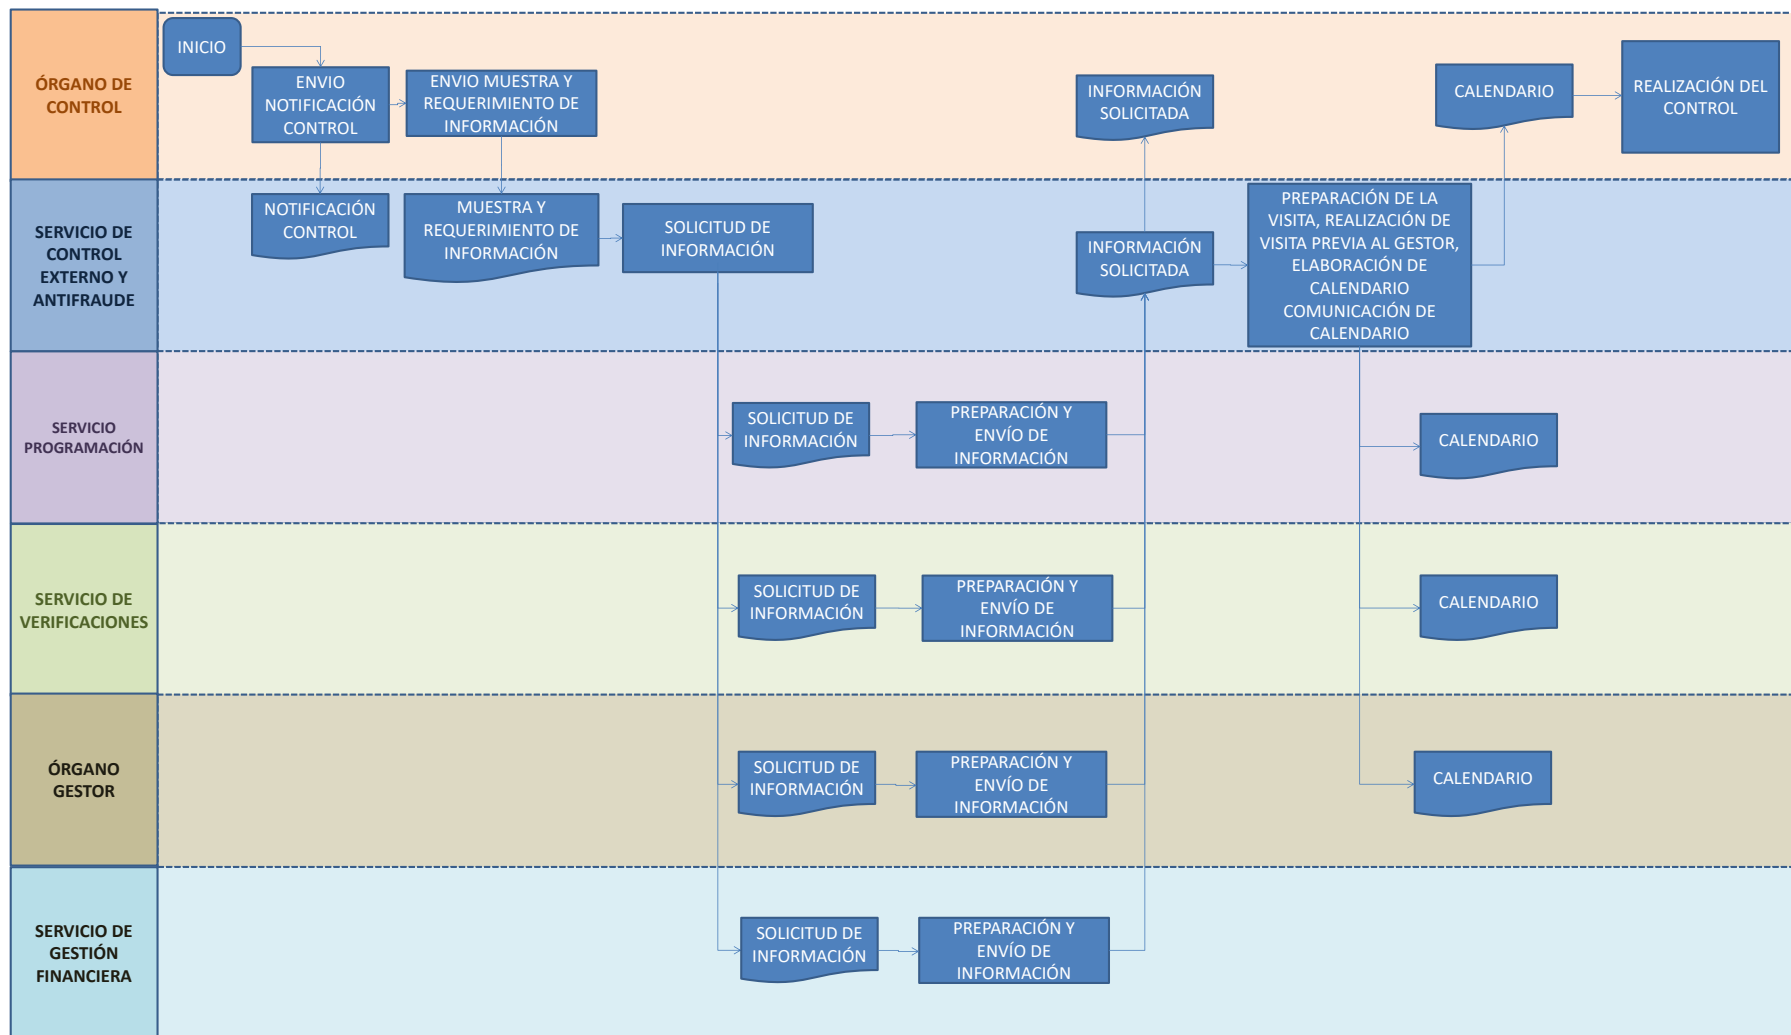 ÓRGANO DE
CONTROL
INICIO
ENVIO
NOTIFICACIÓN
CONTROL
ENVIO MUESTRA Y
REQUERIMIENTO DE
INFORMACIÓN
INFORMACIÓN
SOLICITADA
CALENDARIO
REALIZACIÓN DEL
CONTROL
SERVICIO DE
CONTROL
EXTERNO Y
ANTIFRAUDE
NOTIFICACIÓN
CONTROL
MUESTRA Y
REQUERIMIENTO DE
INFORMACIÓN
SOLICITUD DE
INFORMACIÓN
INFORMACIÓN
SOLICITADA
PREPARACIÓN DE LA
VISITA, REALIZACIÓN DE
VISITA PREVIA AL GESTOR,
ELABORACIÓN DE
CALENDARIO
COMUNICACIÓN DE
CALENDARIO
SERVICIO
PROGRAMACIÓN
SOLICITUD DE
INFORMACIÓN
PREPARACIÓN Y
ENVÍO DE
INFORMACIÓN
CALENDARIO
SERVICIO DE
VERIFICACIONES
SOLICITUD DE
INFORMACIÓN
PREPARACIÓN Y
ENVÍO DE
INFORMACIÓN
CALENDARIO
ÓRGANO
GESTOR
SOLICITUD DE
INFORMACIÓN
PREPARACIÓN Y
ENVÍO DE
INFORMACIÓN
CALENDARIO
SERVICIO DE
GESTIÓN
FINANCIERA
SOLICITUD DE
INFORMACIÓN
PREPARACIÓN Y
ENVÍO DE
INFORMACIÓN